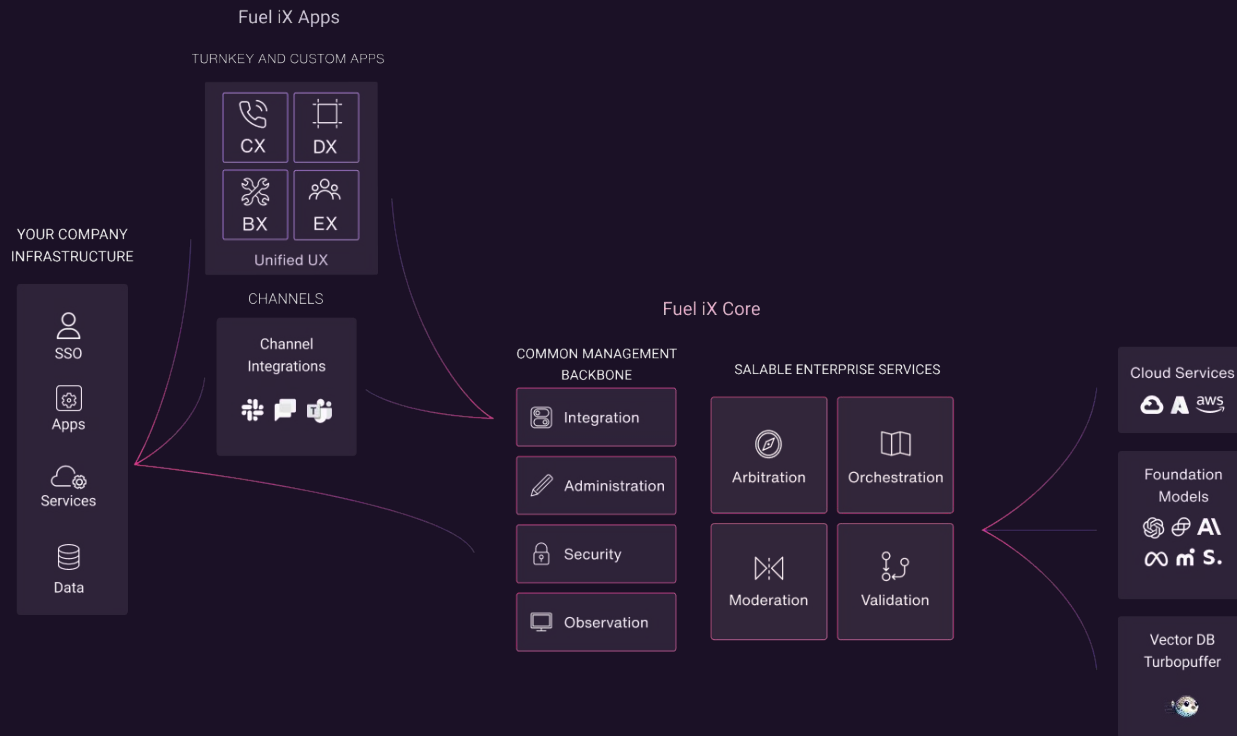 Fuel iX Apps
TURNKEY AND CUSTOM APPS
CX
DX
BX
EX
Unified UX
YOUR COMPANY
INFRASTRUCTURE
SSO
Apps
Services
Data
CHANNELS
Channel
Integrations
Fuel iX Core
COMMON MANAGEMENT
BACKBONE
Integration
Administration
Security
Observation
SALABLE ENTERPRISE SERVICES
Arbitration
Orchestration
Moderation
Validation
Cloud Services
aws
Foundation
Models
Vector DB
Turbopuffer